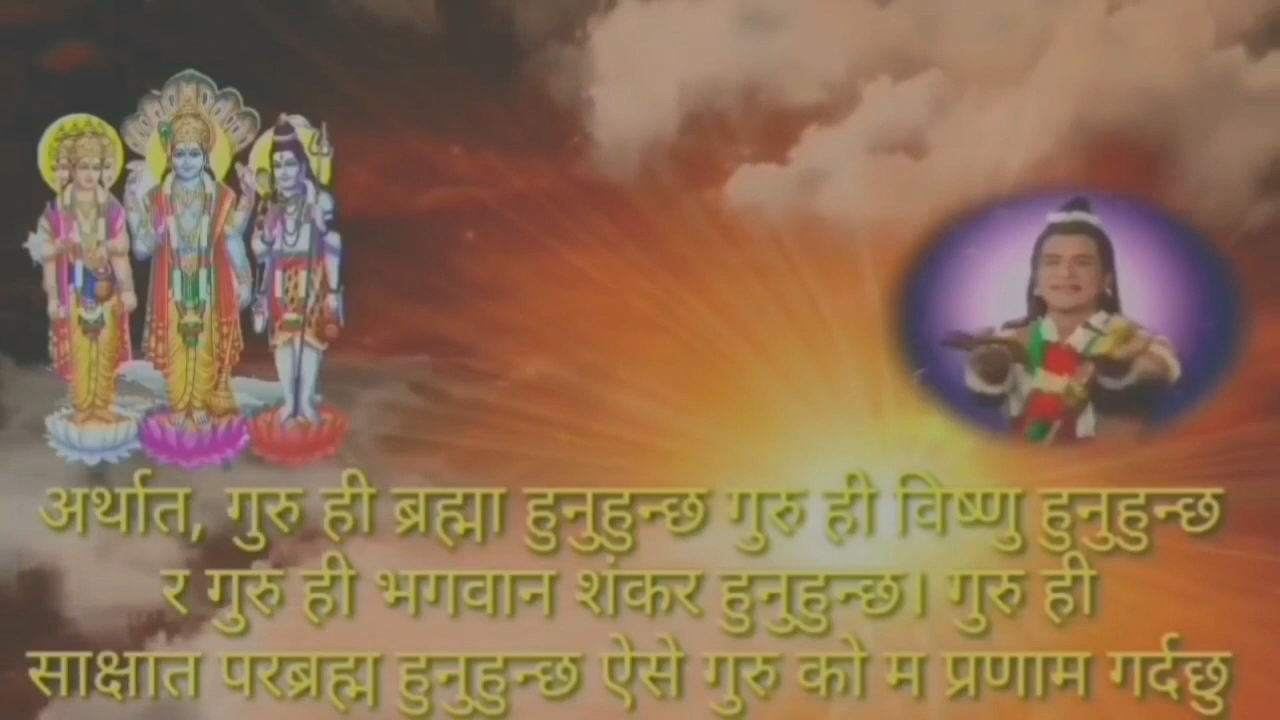 अर्थात, गुरु ही ब्रह्मा हुनुहुन्छ गुरु ही विष्णु हुनुहुन्छ
र गुरु ही भगवान शंकर हुनुहुन्छ। गुरु ही
साक्षात परब्रह्म हुनुहुन्छ ऐसे गुरु को म प्रणाम गर्दछु